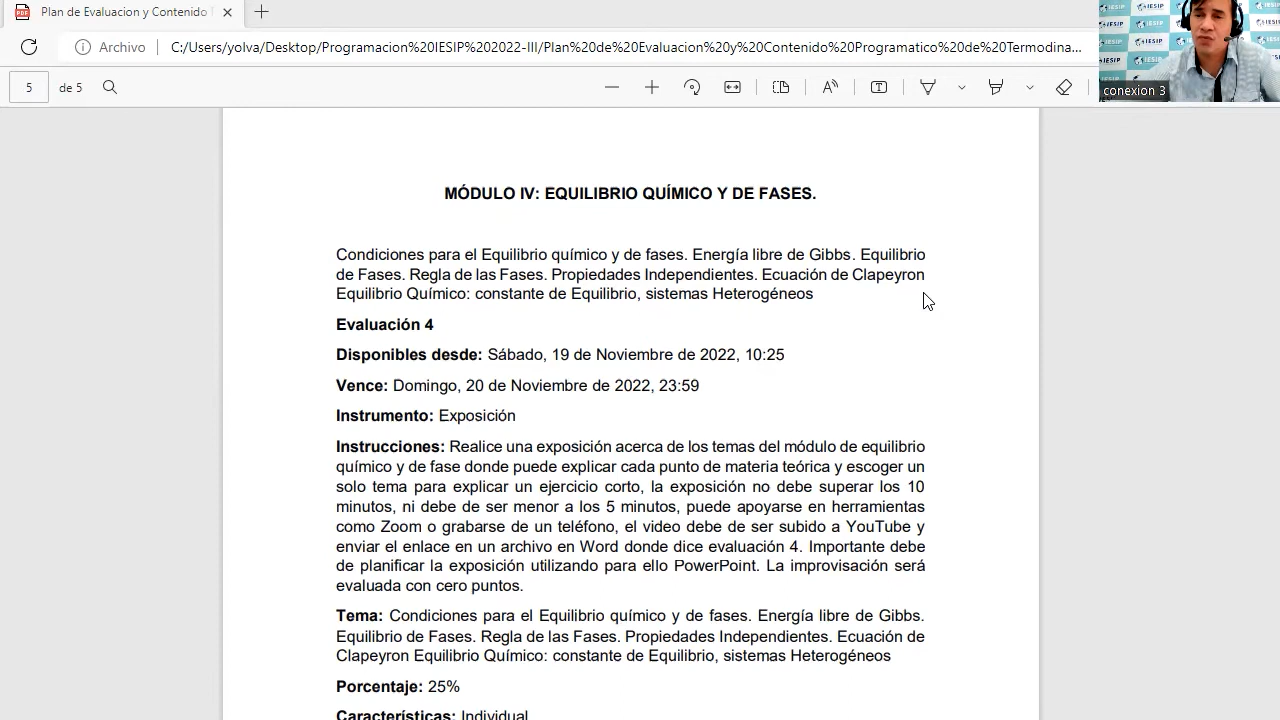 Plan de Evaluacion y Contenido
Archivo
C:/Users/yolva/Desktop/Programacion%20IESIP%202022-III/Plan%20de%20Evaluacion%20y%20Contenido%20Programatico%20de%20Termodina...
IESIP
5 de 5
conexion 3
MÓDULO IV: EQUILIBRIO QUÍMICO Y DE FASES.
Condiciones para el Equilibrio químico y de fases. Energía libre de Gibbs. Equilibrio
de Fases. Regla de las Fases. Propiedades Independientes. Ecuación de Clapeyron
Equilibrio Químico: constante de Equilibrio, sistemas Heterogéneos
Evaluación 4
Disponibles desde: Sábado, 19 de Noviembre de 2022, 10:25
Vence: Domingo, 20 de Noviembre de 2022, 23:59
Instrumento: Exposición
Instrucciones: Realice una exposición acerca de los temas del módulo de equilibrio
químico y de fase donde puede explicar cada punto de materia teórica y escoger un
solo tema para explicar un ejercicio corto, la exposición no debe superar los 10
minutos, ni debe de ser menor a los 5 minutos, puede apoyarse en herramientas
como Zoom o grabarse de un teléfono, el video debe de ser subido a YouTube y
enviar el enlace en un archivo en Word donde dice evaluación 4. Importante debe
de planificar la exposición utilizando para ello PowerPoint. La improvisación será
evaluada con cero puntos.
Tema: Condiciones para el Equilibrio químico y de fases. Energía libre de Gibbs.
Equilibrio de Fases. Regla de las Fases. Propiedades Independientes. Ecuación de
Clapeyron Equilibrio Químico: constante de Equilibrio, sistemas Heterogéneos
Porcentaje: 25%
Características: Individual